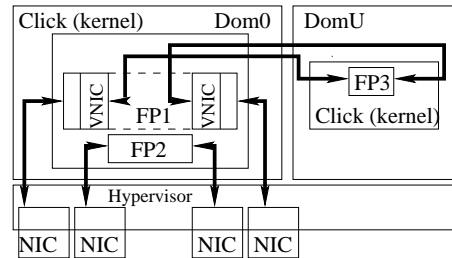 Click (kernel) Dom0
DomU
VNIC
FP1
VNIC
FP3
Click (kernel)
FP2
Hypervisor
NIC NIC NIC NIC